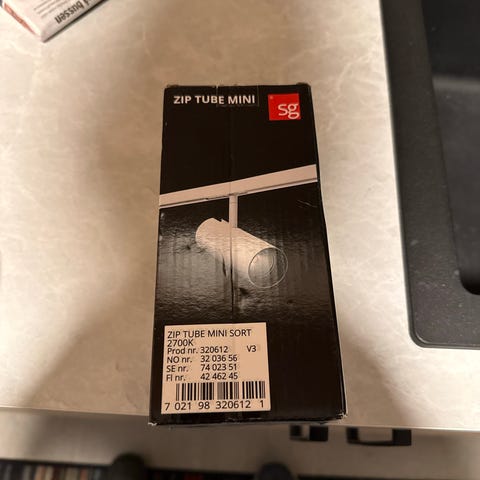 bussen
ZIP TUBE MINI
sg
ZIP TUBE MINI SORT
2700K
Prod nr. 320612 V3
NO nr. 32 036 56
SE nr. 74 023 51
FI nr. 42 462 45
7 021 98 320612 1